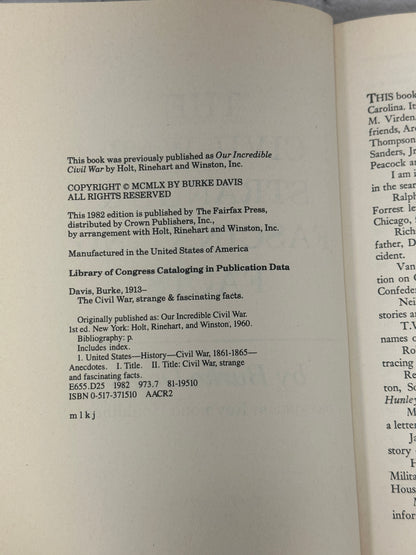 This book was previously published as Our Incredible
Civil War by Holt, Rinehart and Winston, Inc.
COPYRIGHT © MCMLX BY BURKE DAVIS
ALL RIGHTS RESERVED
This 1982 edition is published by The Fairfax Press,
distributed by Crown Publishers, Inc.,
by arrangement with Holt, Rinehart and Winston, Inc.
Manufactured in the United States of America
Library of Congress Cataloging in Publication Data
Davis, Burke, 1913–
The Civil War, strange & fascinating facts.
Originally published as: Our Incredible Civil War.
1st ed. New York: Holt, Rinehart and Winston, 1960.
Bibliography: p.
Includes index.
1. United States—History—Civil War, 1861-1865—
Anecdotes. I. Title. II. Title: Civil War, strange
and fascinating facts.
E655.D25 1982 973.7 81-19510
ISBN 0-517-371510 AACR2
m l k j
THIS book
Carolina. It
M. Virden,
friends, Arc
Thompson,
Sanders, Jr
Peacock an
I am i
in the sear
Ralph
Forrest le
Chicago,
Rich
father, D
cident.
Van
tion on C
Confeder
Nei
stories a
T.V
names o
Ro
tracing
Re
ton, Sc
Hunley
M
a lette
Ja
story
H
Milita
Hous
infor